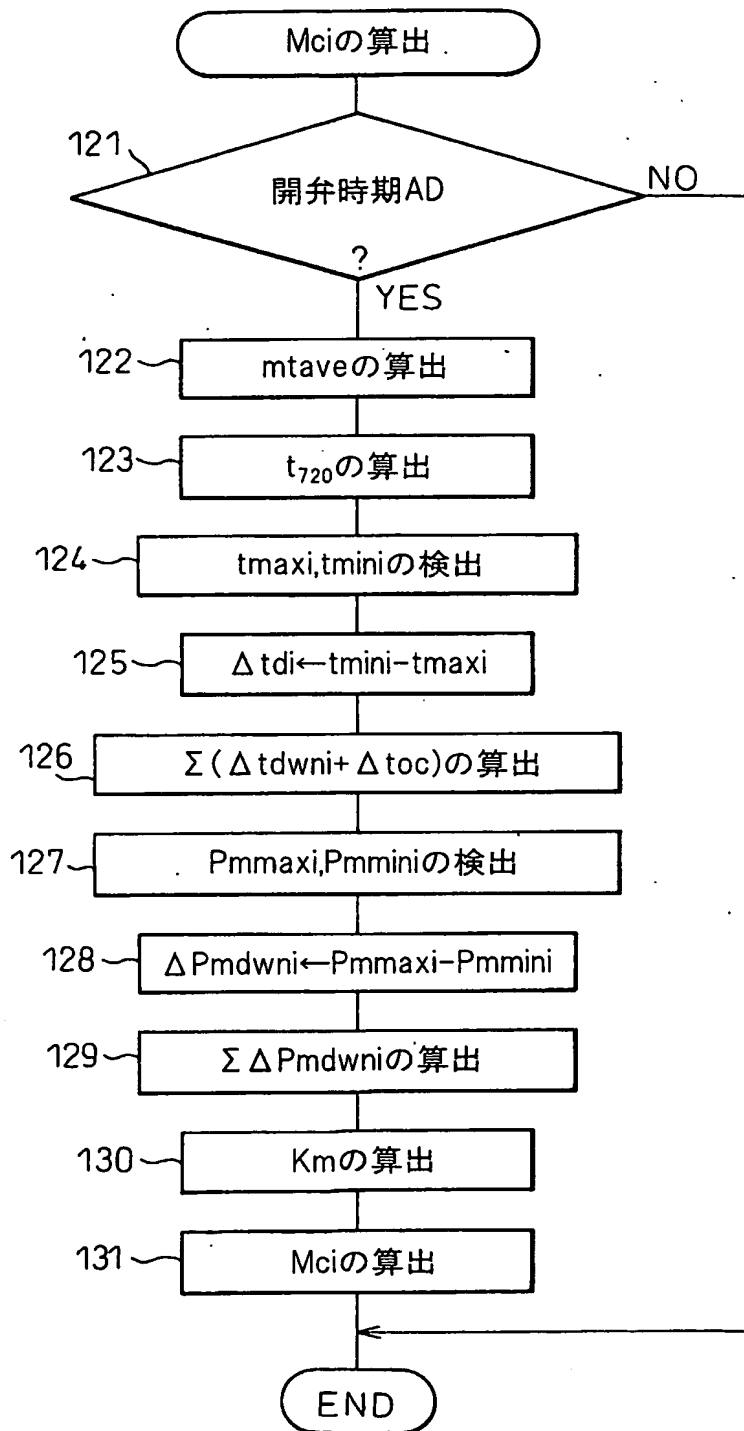 Mciの算出
121
開弁時期AD
?
NO
YES
122
mtaveの算出
123
t₇₂₀の算出
124
tmaxi,tminiの検出
125
Δtdi←tmini-tmaxi
126
Σ(Δtdwni+Δtoc)の算出
127
Pmmaxi,Pmminiの検出
128
ΔPmdwni←Pmmaxi-Pmmini
129
ΣΔPmdwniの算出
130
Kmの算出
131
Mciの算出
END